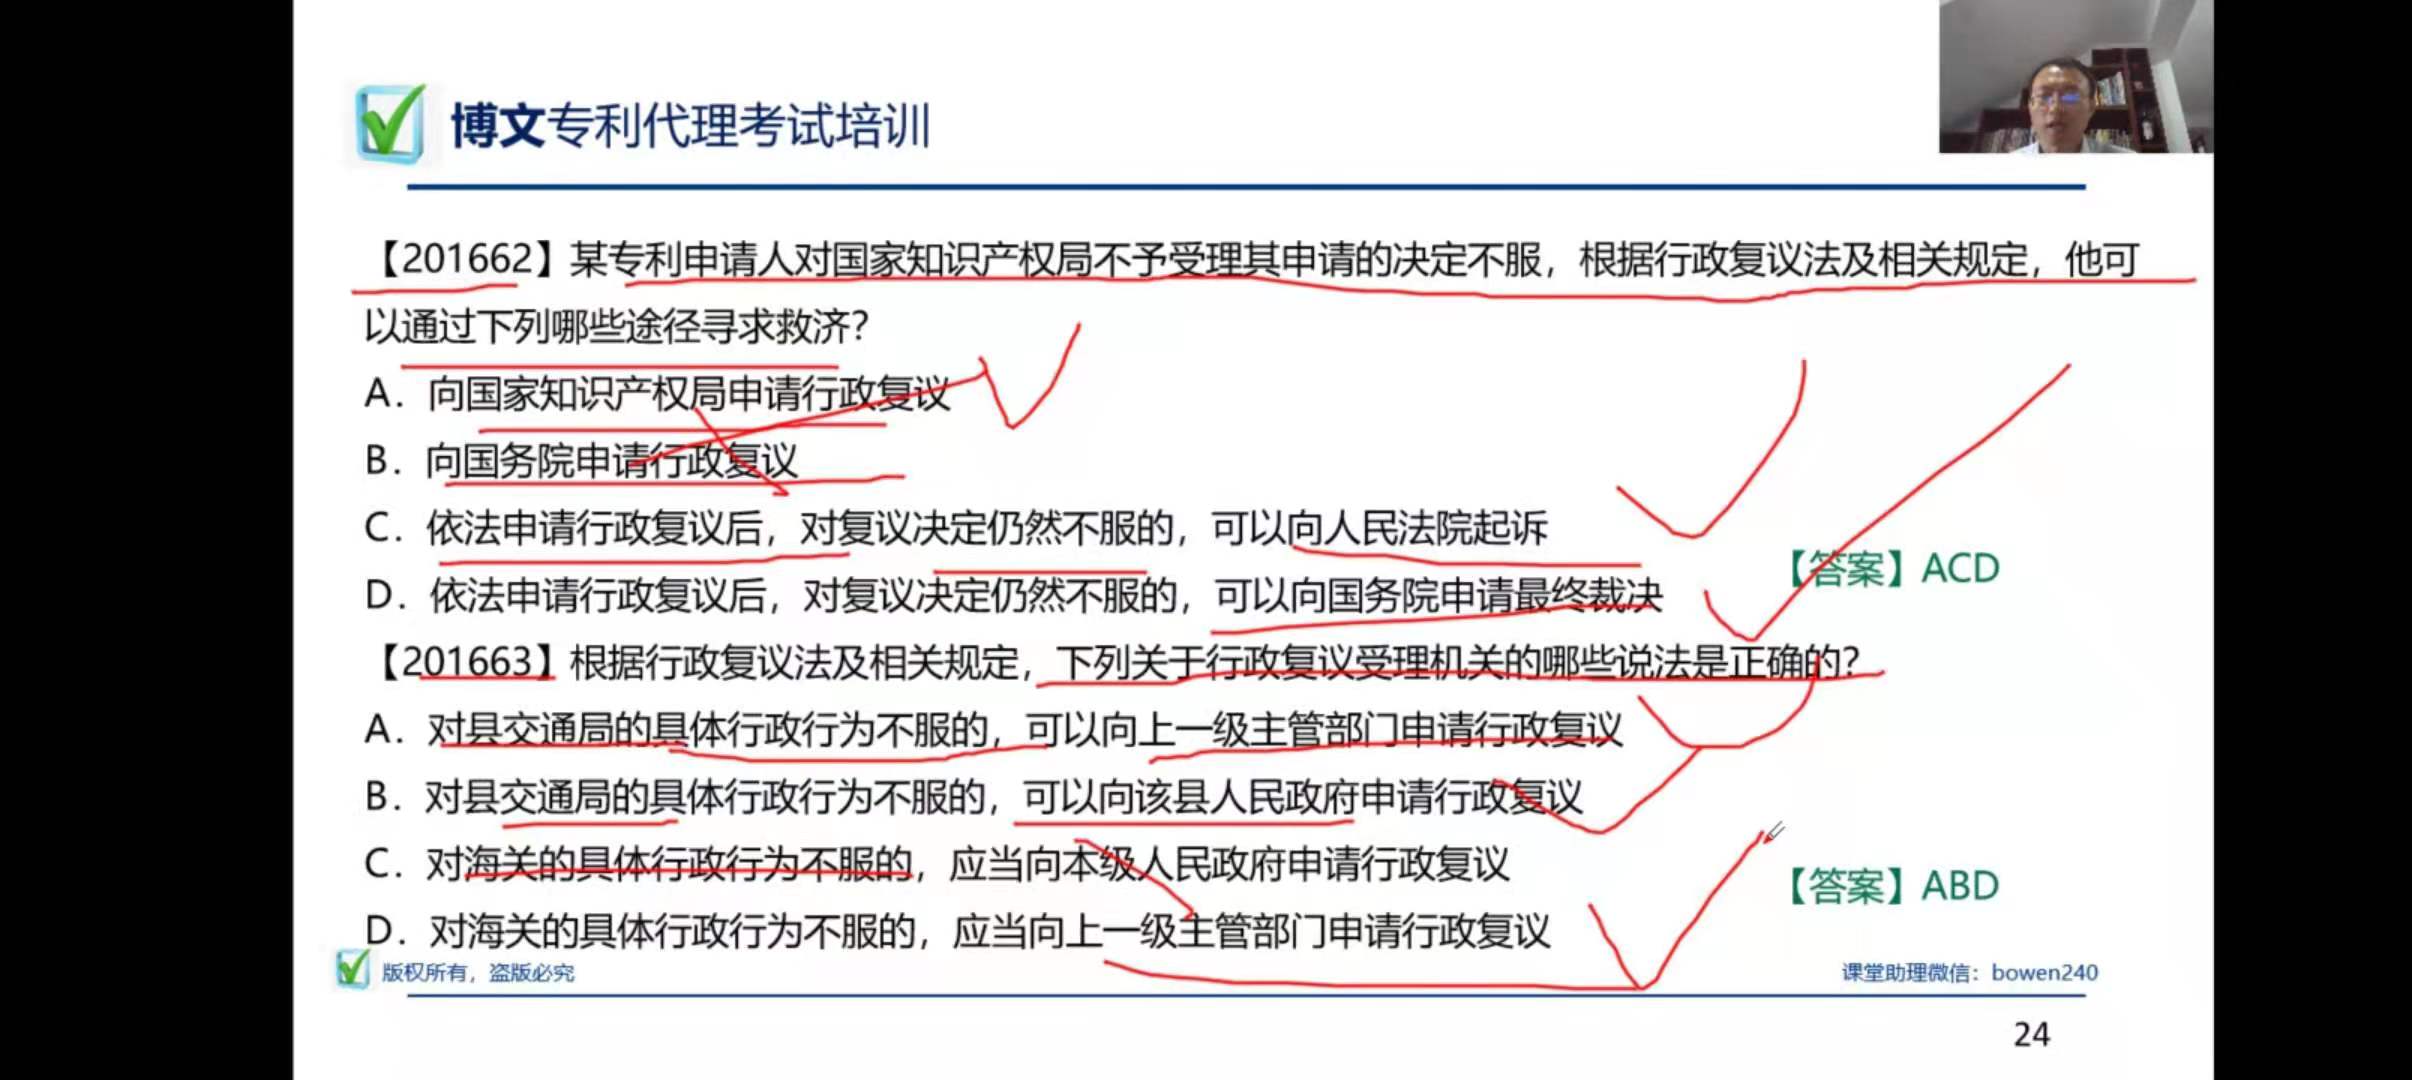 博文专利代理考试培训
【201662】某专利申请人对国家知识产权局不予受理其申请的决定不服，根据行政复议法及相关规定，他可
以通过下列哪些途径寻求救济？
A．向国家知识产权局申请行政复议
B．向国务院申请行政复议
C．依法申请行政复议后，对复议决定仍然不服的，可以向人民法院起诉
D．依法申请行政复议后，对复议决定仍然不服的，可以向国务院申请最终裁决
【答案】ACD
【201663】根据行政复议法及相关规定，下列关于行政复议受理机关的哪些说法是正确的？
A．对县交通局的具体行政行为不服的，可以向上一级主管部门申请行政复议
B．对县交通局的具体行政行为不服的，可以向该县人民政府申请行政复议
C．对海关的具体行政行为不服的，应当向本级人民政府申请行政复议
D．对海关的具体行政行为不服的，应当向上一级主管部门申请行政复议
【答案】ABD
版权所有，盗版必究
课堂助理微信：bowen240
24